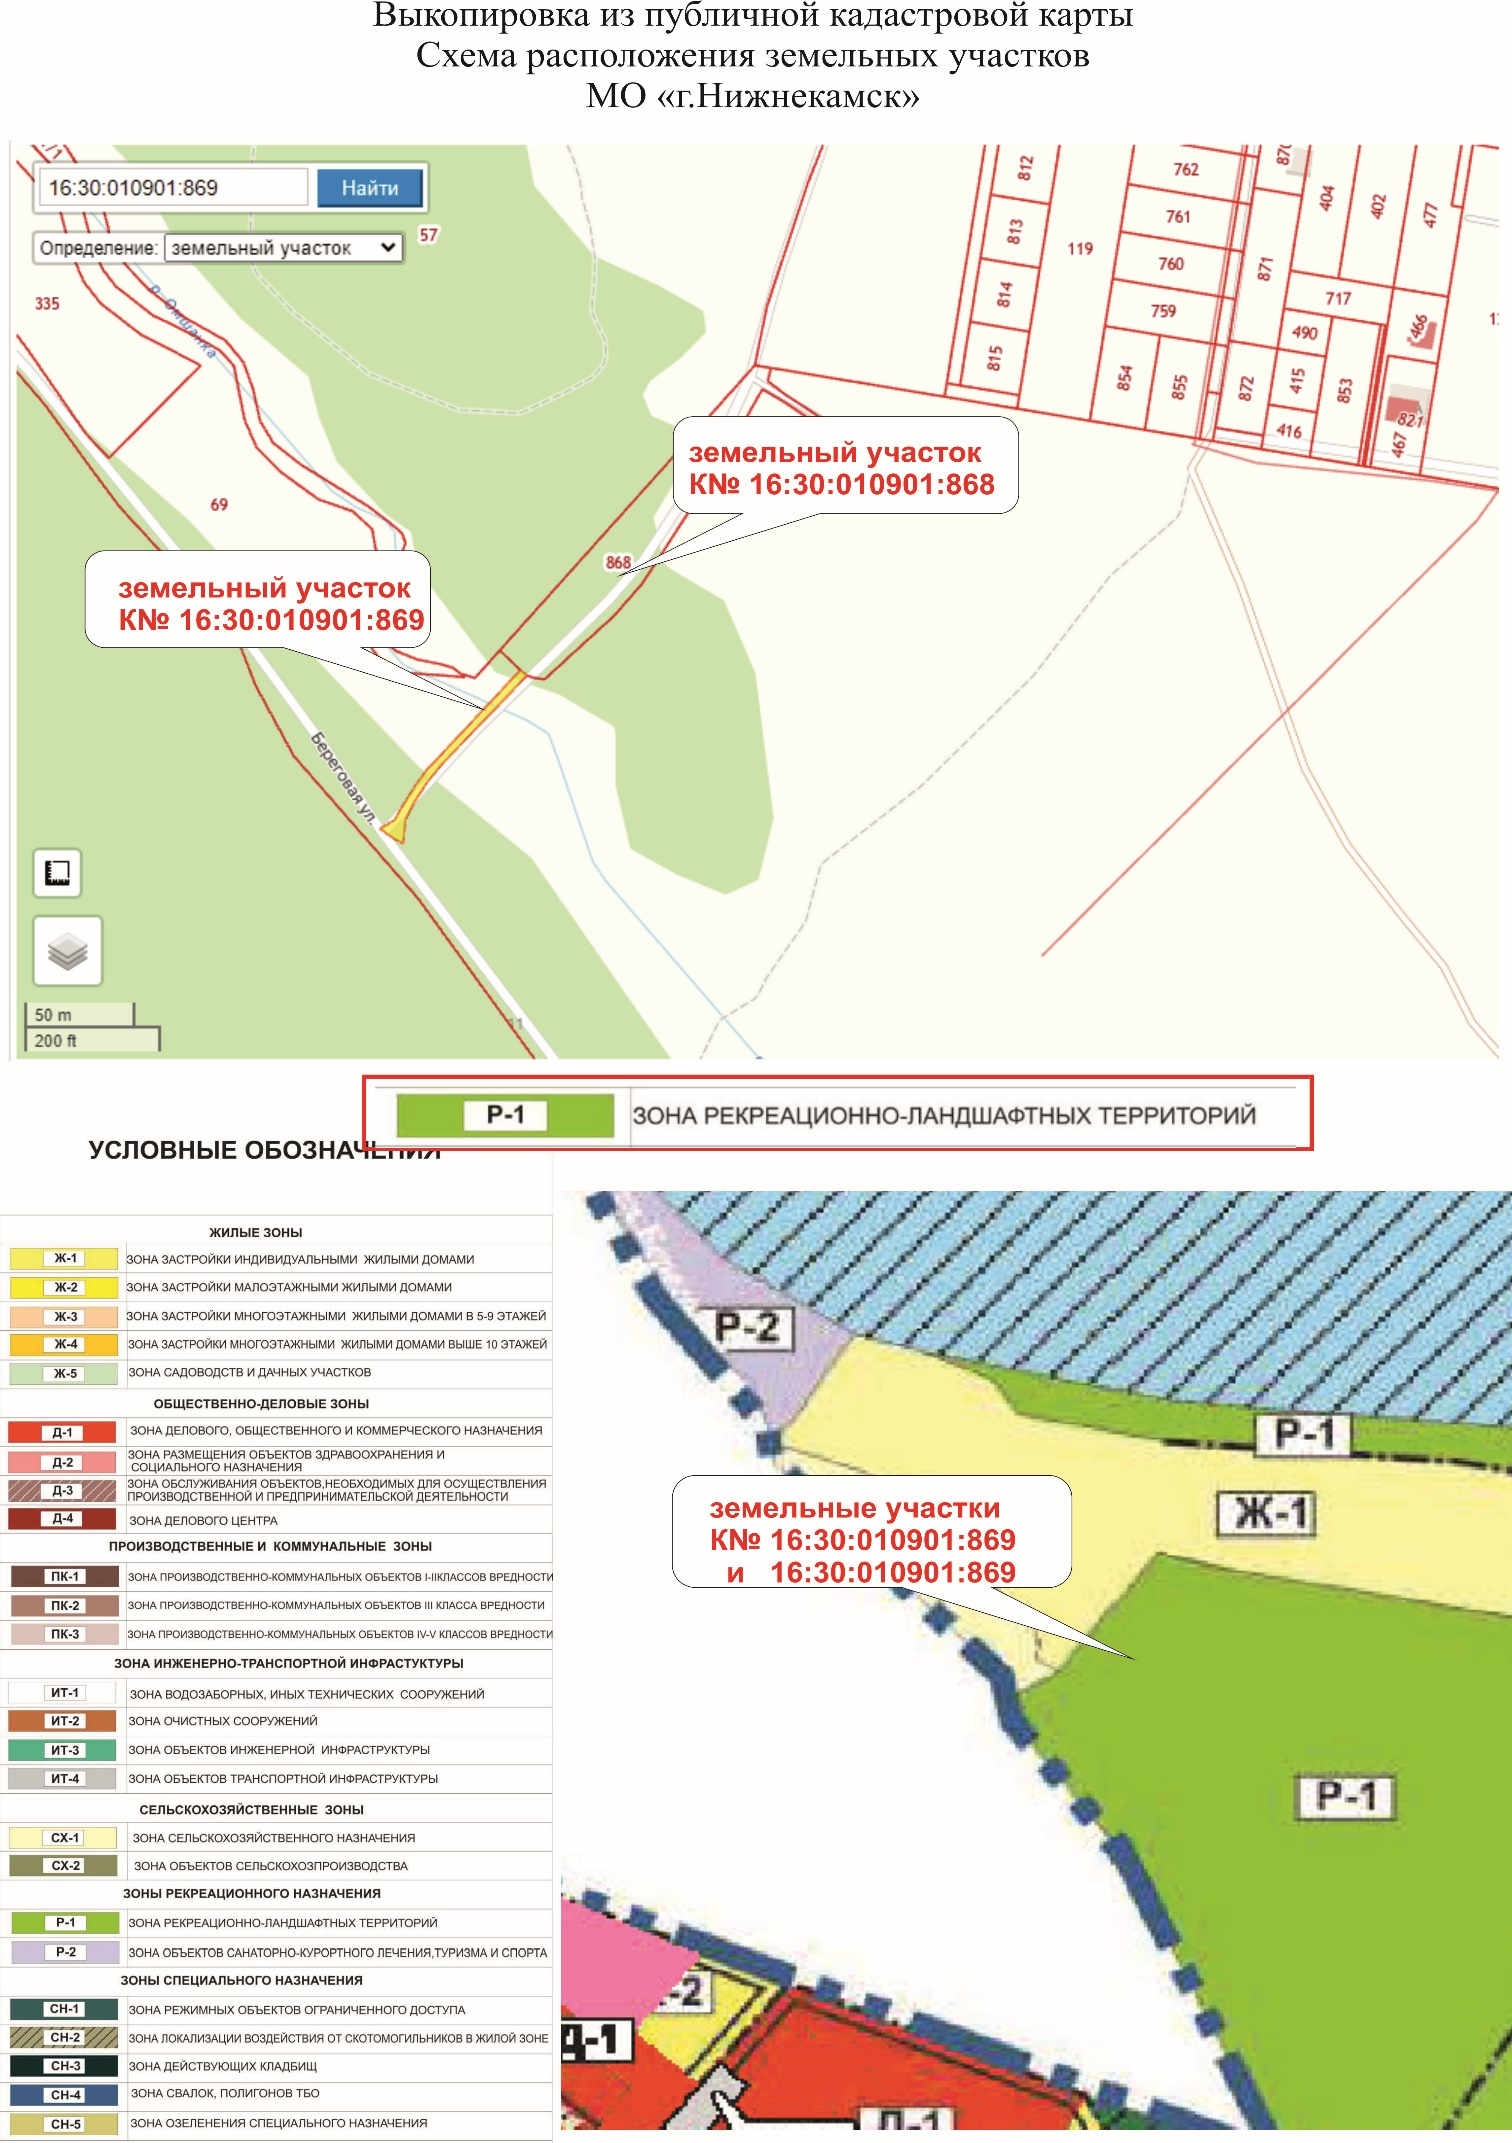 Выкопировка из публичной кадастровой карты
Схема расположения земельных участков
МО «г.Нижнекамск»
16:30:010901:869
Найти
Определение: земельный участок
57
335
р. Омшанка
69
812
813
814
815
119
762
761
760
759
854
855
871
872
404
402
477
717
490
415
416
853
466
821
467
земельный участок
К№ 16:30:010901:868
868
земельный участок
К№ 16:30:010901:869
Береговая ул.
11
50 m
200 ft
Р-1 ЗОНА РЕКРЕАЦИОННО-ЛАНДШАФТНЫХ ТЕРРИТОРИЙ
УСЛОВНЫЕ ОБОЗНАЧЕНИЯ
ЖИЛЫЕ ЗОНЫ
Ж-1 ЗОНА ЗАСТРОЙКИ ИНДИВИДУАЛЬНЫМИ ЖИЛЫМИ ДОМАМИ
Ж-2 ЗОНА ЗАСТРОЙКИ МАЛОЭТАЖНЫМИ ЖИЛЫМИ ДОМАМИ
Ж-3 ЗОНА ЗАСТРОЙКИ МНОГОЭТАЖНЫМИ ЖИЛЫМИ ДОМАМИ В 5-9 ЭТАЖЕЙ
Ж-4 ЗОНА ЗАСТРОЙКИ МНОГОЭТАЖНЫМИ ЖИЛЫМИ ДОМАМИ ВЫШЕ 10 ЭТАЖЕЙ
Ж-5 ЗОНА САДОВОДСТВ И ДАЧНЫХ УЧАСТКОВ
ОБЩЕСТВЕННО-ДЕЛОВЫЕ ЗОНЫ
Д-1 ЗОНА ДЕЛОВОГО, ОБЩЕСТВЕННОГО И КОММЕРЧЕСКОГО НАЗНАЧЕНИЯ
Д-2 ЗОНА РАЗМЕЩЕНИЯ ОБЪЕКТОВ ЗДРАВООХРАНЕНИЯ И
СОЦИАЛЬНОГО НАЗНАЧЕНИЯ
Д-3 ЗОНА ОБСЛУЖИВАНИЯ ОБЪЕКТОВ,НЕОБХОДИМЫХ ДЛЯ ОСУЩЕСТВЛЕНИЯ
ПРОИЗВОДСТВЕННОЙ И ПРЕДПРИНИМАТЕЛЬСКОЙ ДЕЯТЕЛЬНОСТИ
Д-4 ЗОНА ДЕЛОВОГО ЦЕНТРА
ПРОИЗВОДСТВЕННЫЕ И КОММУНАЛЬНЫЕ ЗОНЫ
ПК-1 ЗОНА ПРОИЗВОДСТВЕННО-КОММУНАЛЬНЫХ ОБЪЕКТОВ I-IIКЛАССОВ ВРЕДНОСТИ
ПК-2 ЗОНА ПРОИЗВОДСТВЕННО-КОММУНАЛЬНЫХ ОБЪЕКТОВ III КЛАССА ВРЕДНОСТИ
ПК-3 ЗОНА ПРОИЗВОДСТВЕННО-КОММУНАЛЬНЫХ ОБЪЕКТОВ IV-V КЛАССОВ ВРЕДНОСТИ
ЗОНА ИНЖЕНЕРНО-ТРАНСПОРТНОЙ ИНФРАСТУКТУРЫ
ИТ-1 ЗОНА ВОДОЗАБОРНЫХ, ИНЫХ ТЕХНИЧЕСКИХ СООРУЖЕНИЙ
ИТ-2 ЗОНА ОЧИСТНЫХ СООРУЖЕНИЙ
ИТ-3 ЗОНА ОБЪЕКТОВ ИНЖЕНЕРНОЙ ИНФРАСТРУКТУРЫ
ИТ-4 ЗОНА ОБЪЕКТОВ ТРАНСПОРТНОЙ ИНФРАСТРУКТУРЫ
СЕЛЬСКОХОЗЯЙСТВЕННЫЕ ЗОНЫ
СХ-1 ЗОНА СЕЛЬСКОХОЗЯЙСТВЕННОГО НАЗНАЧЕНИЯ
СХ-2 ЗОНА ОБЪЕКТОВ СЕЛЬСКОХОЗПРОИЗВОДСТВА
ЗОНЫ РЕКРЕАЦИОННОГО НАЗНАЧЕНИЯ
Р-1 ЗОНА РЕКРЕАЦИОННО-ЛАНДШАФТНЫХ ТЕРРИТОРИЙ
Р-2 ЗОНА ОБЪЕКТОВ САНАТОРНО-КУРОРТНОГО ЛЕЧЕНИЯ,ТУРИЗМА И СПОРТА
ЗОНЫ СПЕЦИАЛЬНОГО НАЗНАЧЕНИЯ
СН-1 ЗОНА РЕЖИМНЫХ ОБЪЕКТОВ ОГРАНИЧЕННОГО ДОСТУПА
СН-2 ЗОНА ЛОКАЛИЗАЦИИ ВОЗДЕЙСТВИЯ ОТ СКОТОМОГИЛЬНИКОВ В ЖИЛОЙ ЗОНЕ
СН-3 ЗОНА ДЕЙСТВУЮЩИХ КЛАДБИЩ
СН-4 ЗОНА СВАЛОК, ПОЛИГОНОВ ТБО
СН-5 ЗОНА ОЗЕЛЕНЕНИЯ СПЕЦИАЛЬНОГО НАЗНАЧЕНИЯ
Р-2
Р-1
Ж-1
земельные участки
К№ 16:30:010901:869
и 16:30:010901:869
Р-1
-2
Д-1